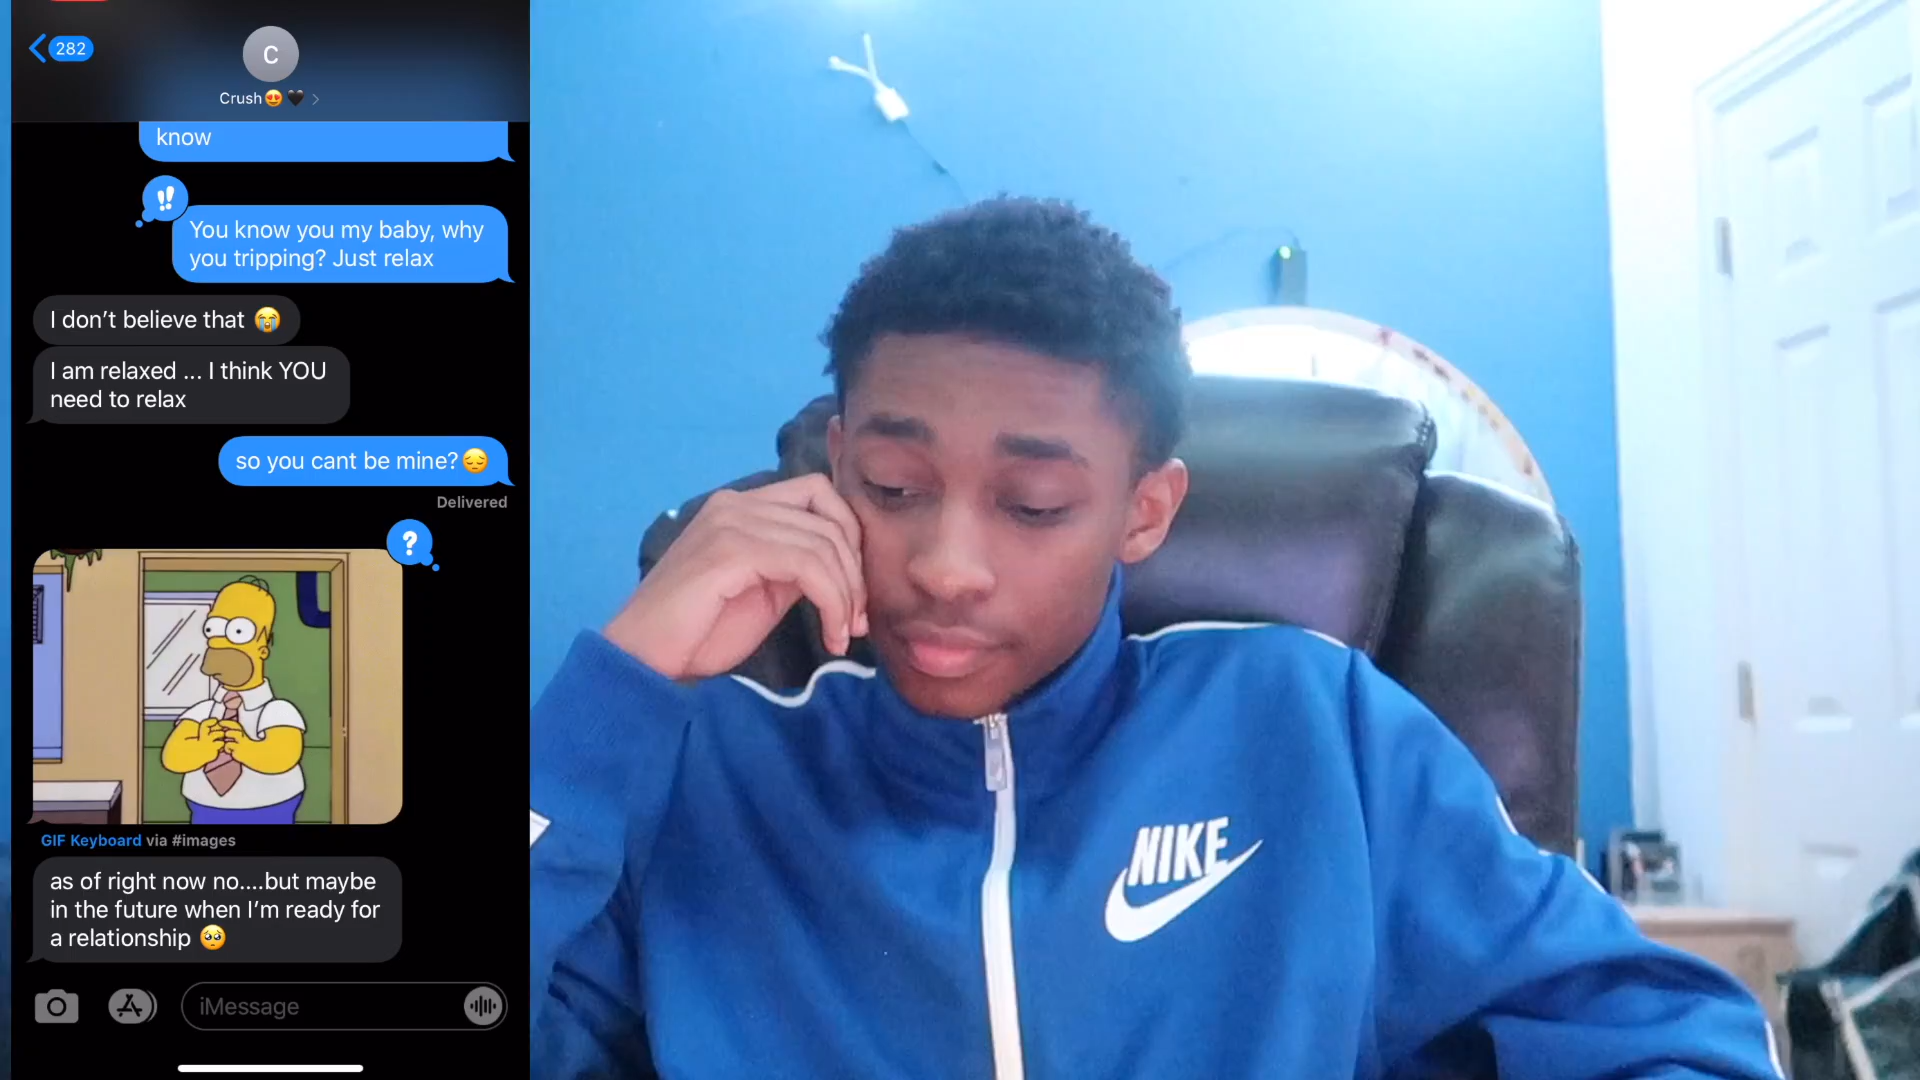 282
C
Crush😍🖤
know
You know you my baby, why
you tripping? Just relax
I don't believe that 😭
I am relaxed ... I think YOU
need to relax
so you cant be mine?😔
Delivered
?
GIF Keyboard via #images
as of right now no....but maybe
in the future when I'm ready for
a relationship 🥺
iMessage
NIKE